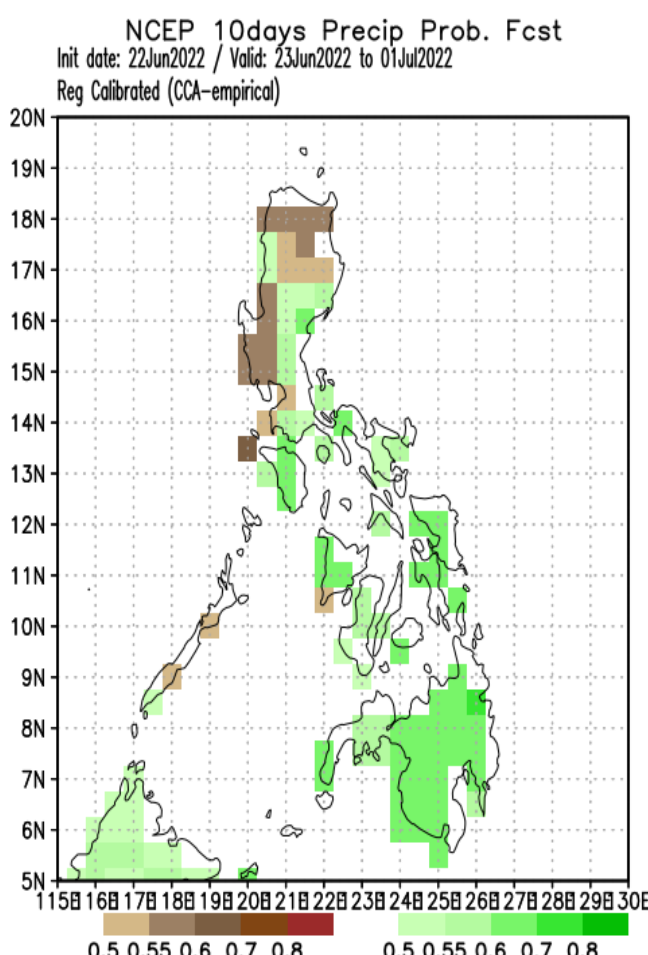 NCEP 10days Precip Prob. Fcst
Init date: 22Jun2022 / Valid: 23Jun2022 to 01Jul2022
Reg Calibrated (CCA-empirical)
20N
19N
18N
17N
16N
15N
14N
13N
12N
11N
10N
9N
8N
7N
6N
5N
115E 116E 117E 118E 119E 120E 121E 122E 123E 124E 125E 126E 127E 128E 129E 130E
0.5 0.55 0.6 0.7 0.8 0.5 0.55 0.6 0.7 0.8